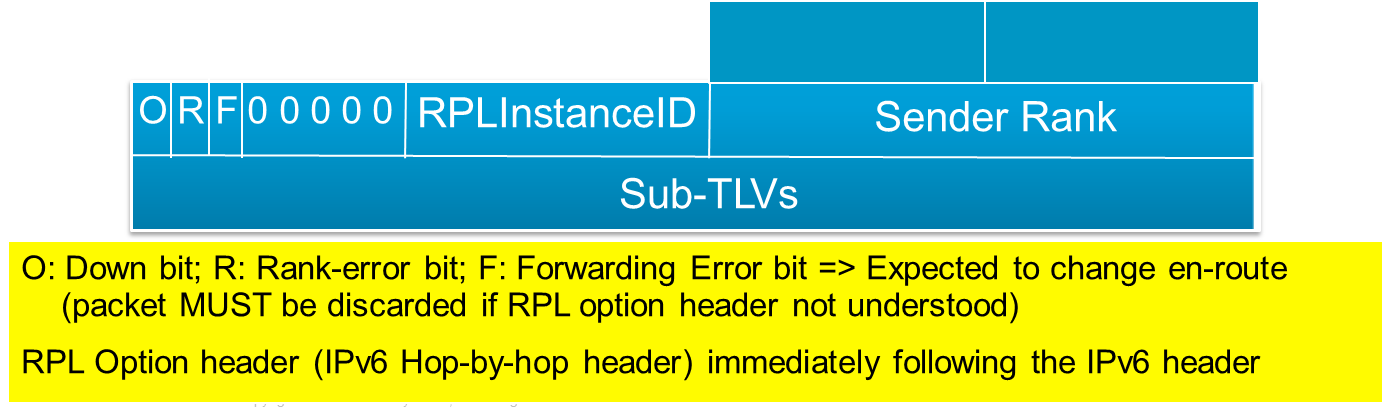 O R F 0 0 0 0 0 RPLInstanceID Sender Rank
Sub-TLVs
O: Down bit; R: Rank-error bit; F: Forwarding Error bit => Expected to change en-route
(packet MUST be discarded if RPL option header not understood)
RPL Option header (IPv6 Hop-by-hop header) immediately following the IPv6 header